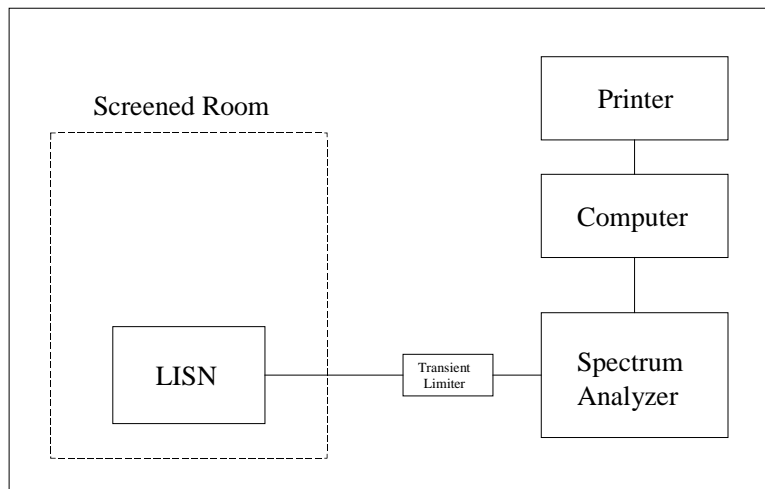 Screened Room
Printer
Computer
LISN
Transient
Limiter
Spectrum
Analyzer